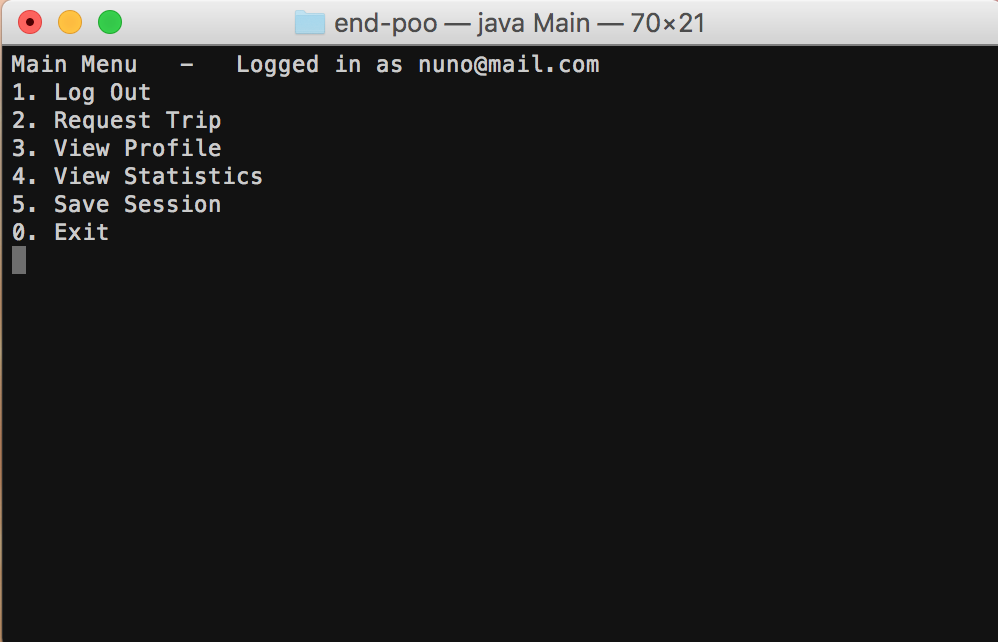 end-poo — java Main — 70×21
Main Menu   -   Logged in as nuno@mail.com
1. Log Out
2. Request Trip
3. View Profile
4. View Statistics
5. Save Session
0. Exit